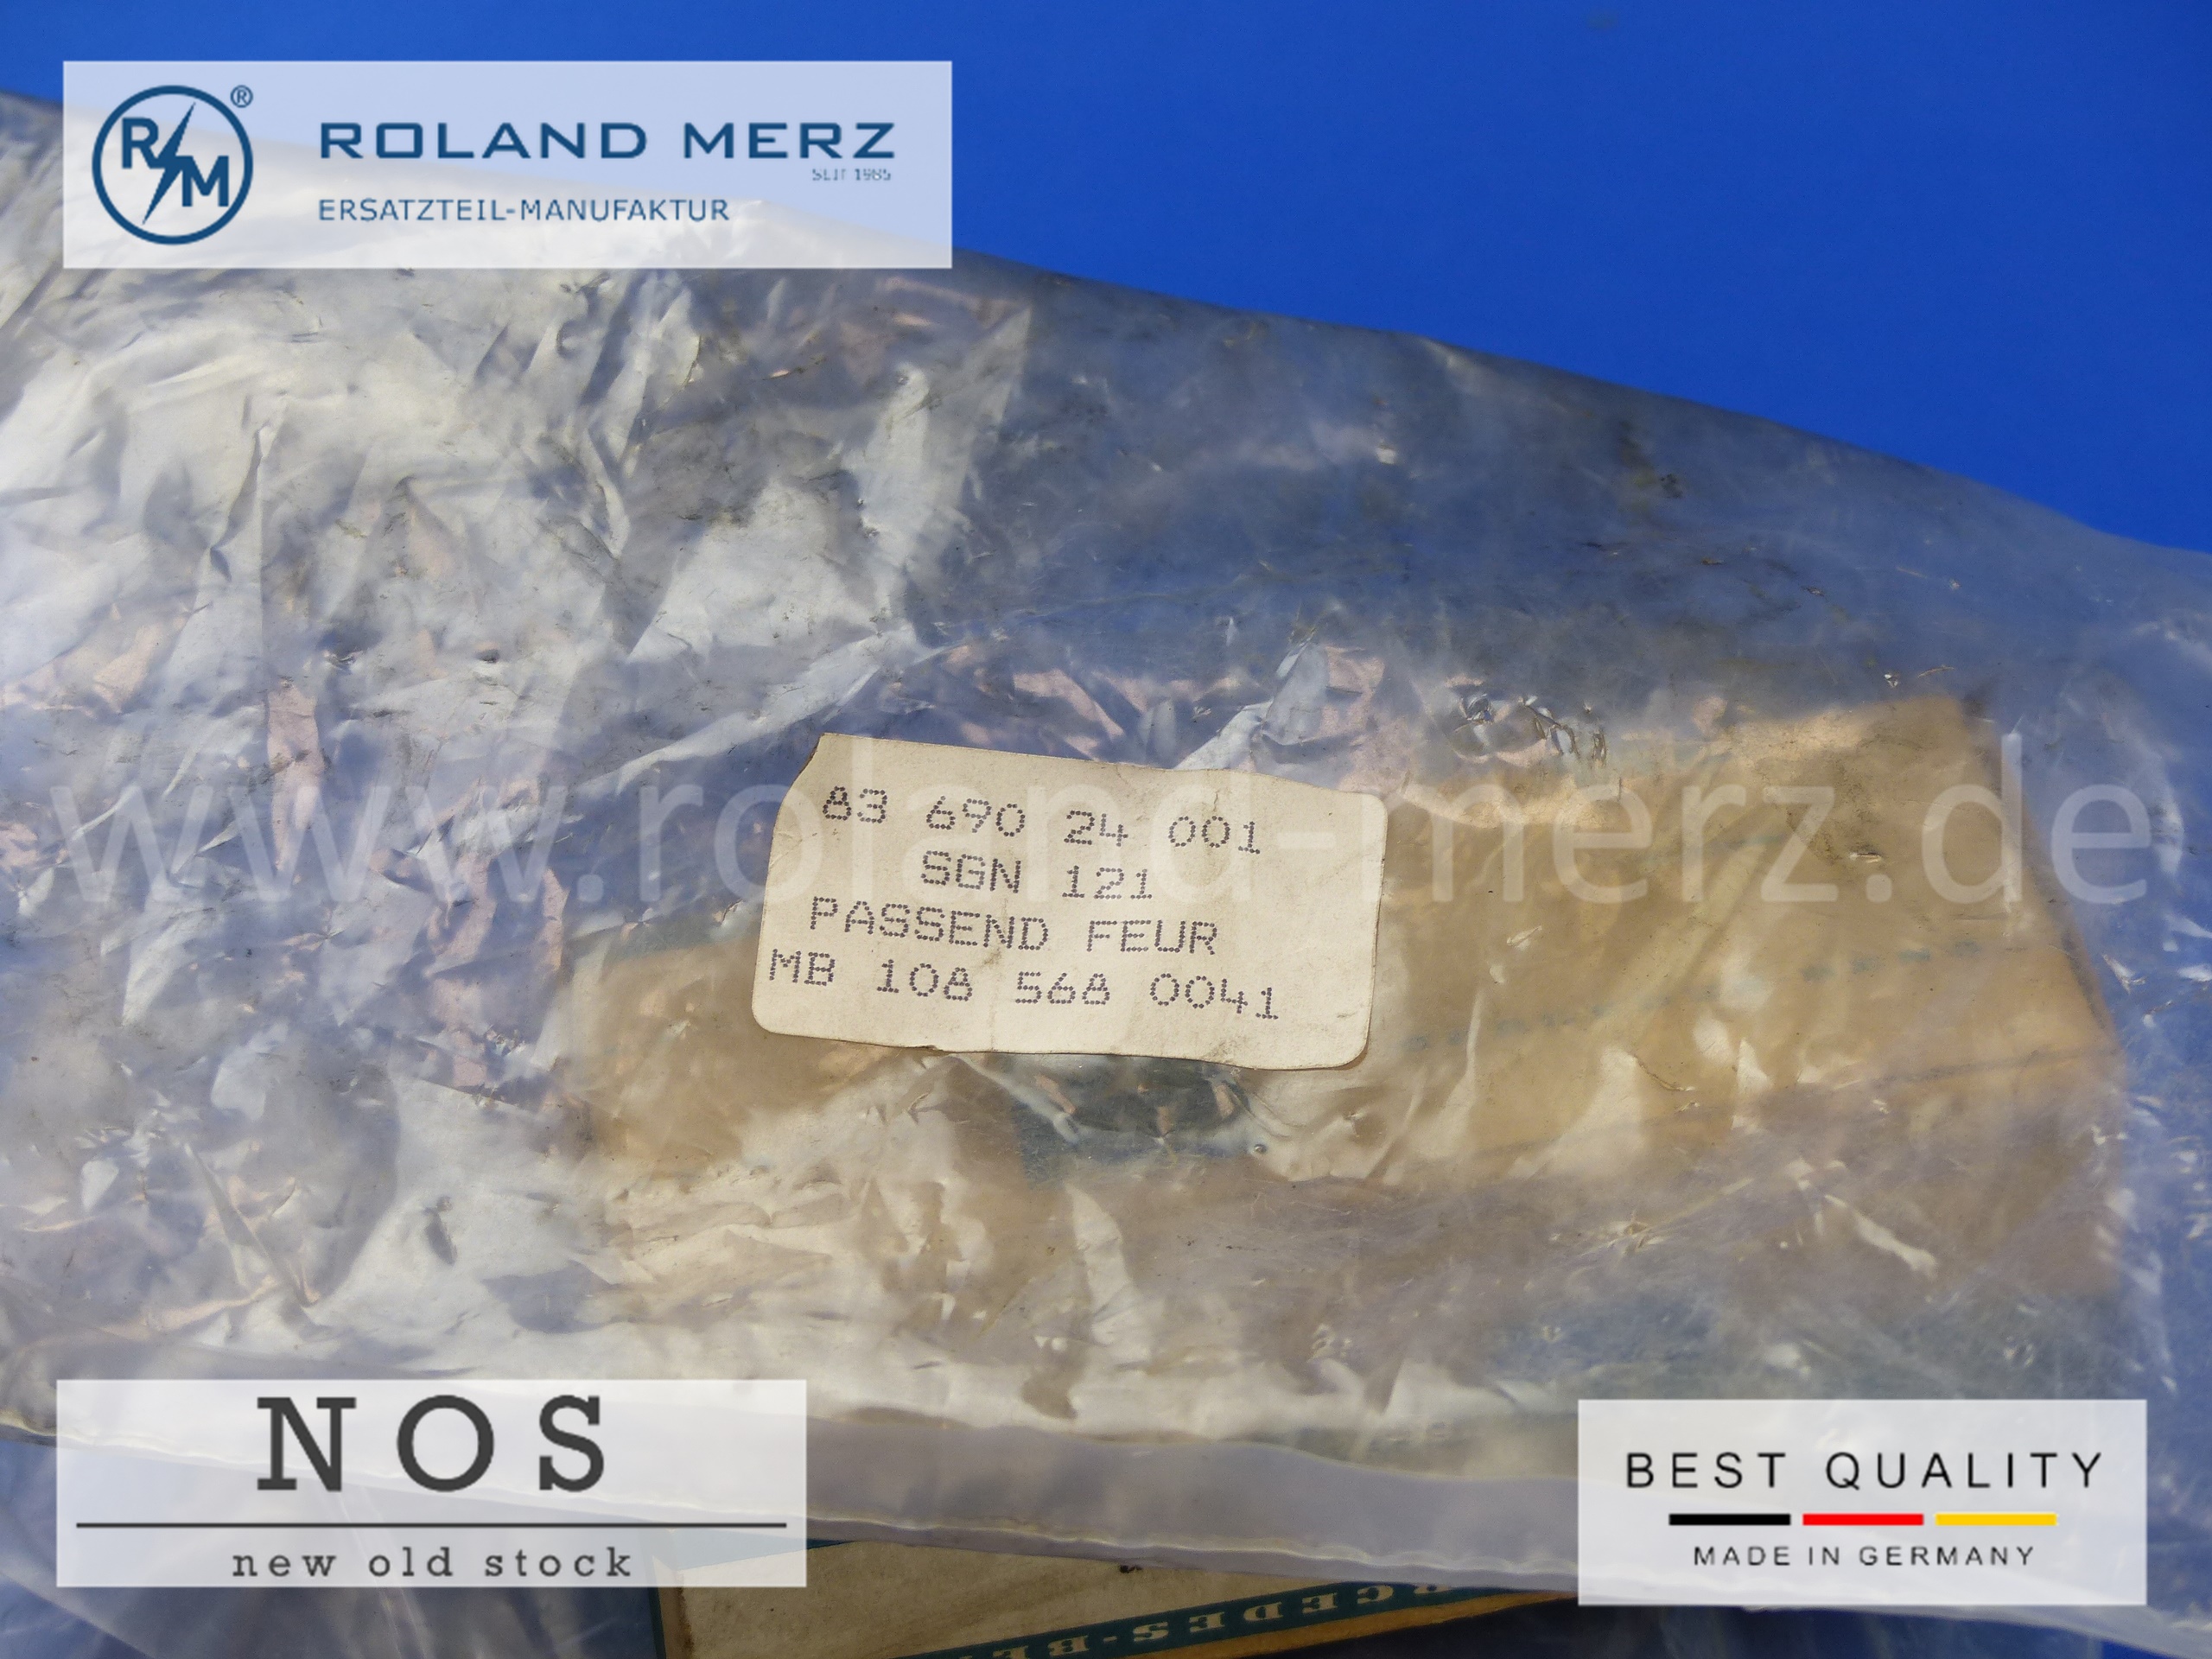 R M ®
ROLAND MERZ
SEIT 1985
ERSATZTEIL-MANUFAKTUR
www.roland-merz.de
83 690 24 001
SGN 121
PASSEND FEUR
MB 108 568 0041
NOS
new old stock
BEST QUALITY
MADE IN GERMANY